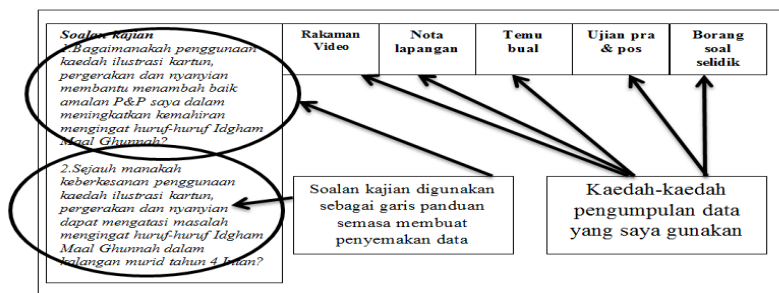 Soalan kajian
1.Bagaimanakah penggunaan
kaedah ilustrasi kartun,
pergerakan dan nyanyian
membantu menambah baik
amalan P&P saya dalam
meningkatkan kemahiran
mengingat huruf-huruf Idgham
Maal Ghunnah?
2.Sejauh manakah
keberkesanan penggunaan
kaedah ilustrasi kartun,
pergerakan dan nyanyian
dapat mengatasi masalah
mengingat huruf-huruf Idgham
Maal Ghunnah dalam
kalangan murid tahun 4 Intan?
Rakaman
Video
Nota
lapangan
Temu
bual
Ujian pra
& pos
Borang
soal
selidik
Soalan kajian digunakan
sebagai garis panduan
semasa membuat
penyemakan data
Kaedah-kaedah
pengumpulan data
yang saya gunakan